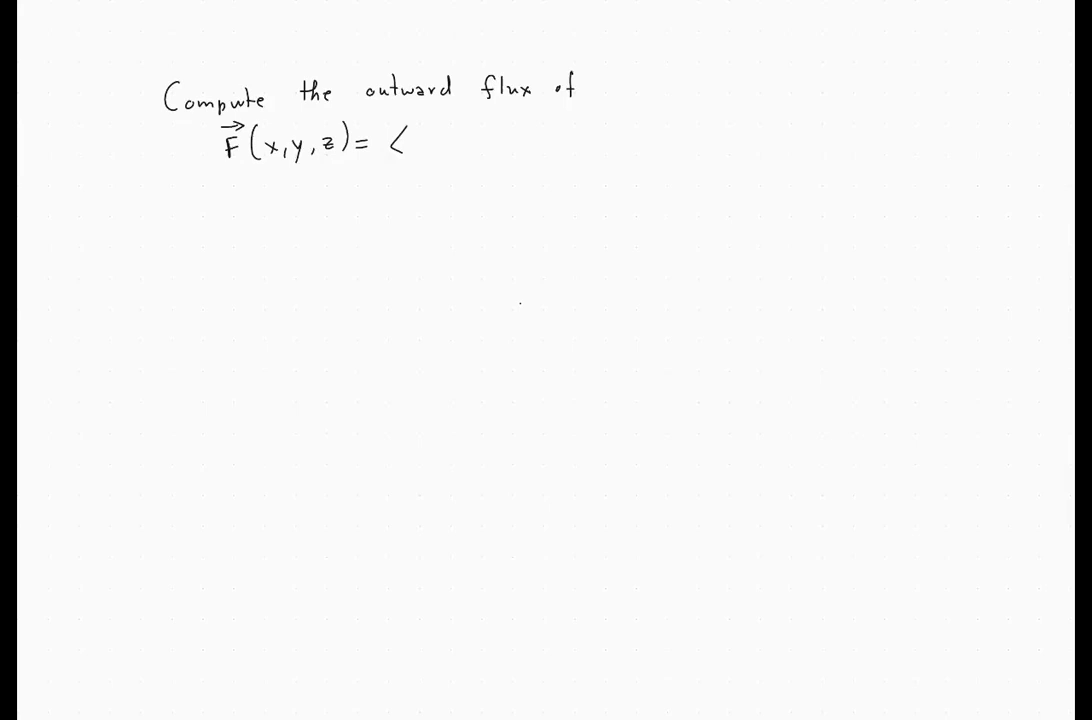 Compute the outward flux of
F⃗(x,y,z)= <